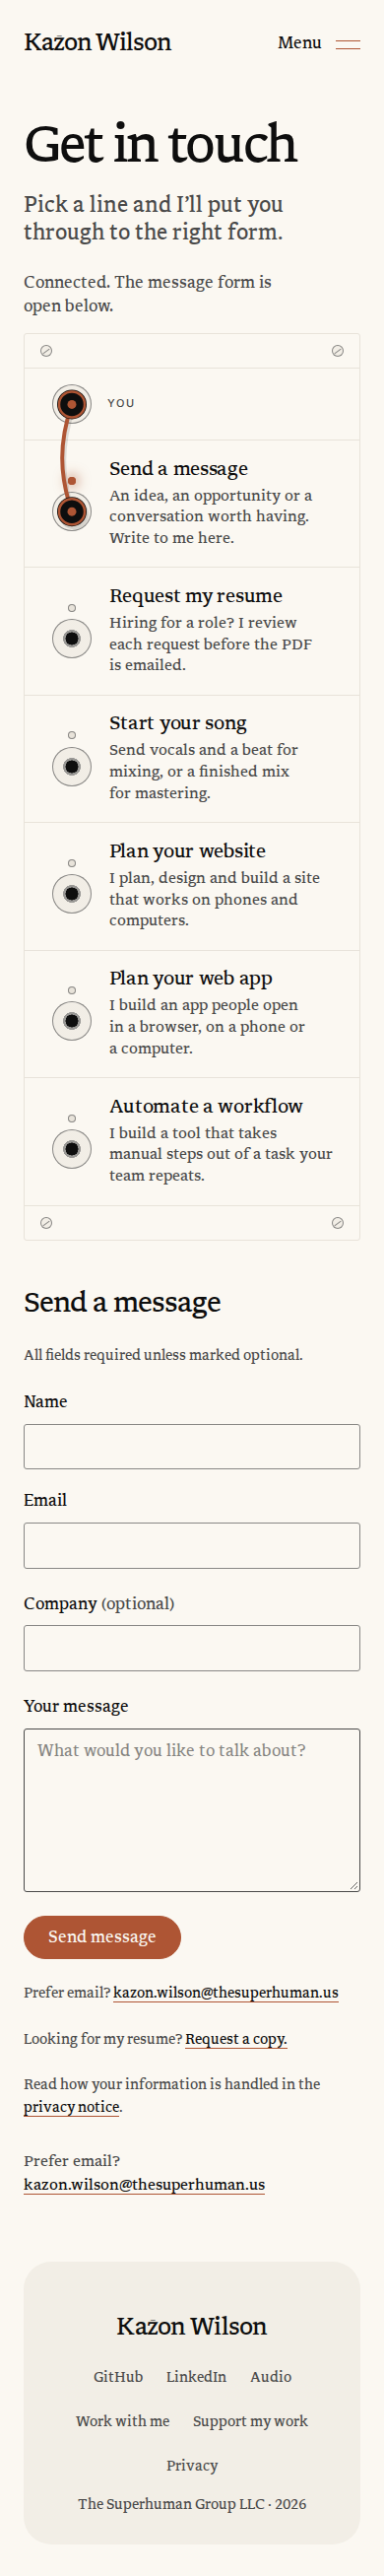 Kazon Wilson
Menu
Get in touch
Pick a line and I’ll put you
through to the right form.
Connected. The message form is
open below.
YOU
Send a message
An idea, an opportunity or a
conversation worth having.
Write to me here.
Request my resume
Hiring for a role? I review
each request before the PDF
is emailed.
Start your song
Send vocals and a beat for
mixing, or a finished mix
for mastering.
Plan your website
I plan, design and build a site
that works on phones and
computers.
Plan your web app
I build an app people open
in a browser, on a phone or
a computer.
Automate a workflow
I build a tool that takes
manual steps out of a task your
team repeats.
Send a message
All fields required unless marked optional.
Name
Email
Company (optional)
Your message
What would you like to talk about?
Send message
Prefer email? kazon.wilson@thesuperhuman.us
Looking for my resume? Request a copy.
Read how your information is handled in the
privacy notice.
Prefer email?
kazon.wilson@thesuperhuman.us
Kazon Wilson
GitHub LinkedIn Audio
Work with me Support my work
Privacy
The Superhuman Group LLC · 2026